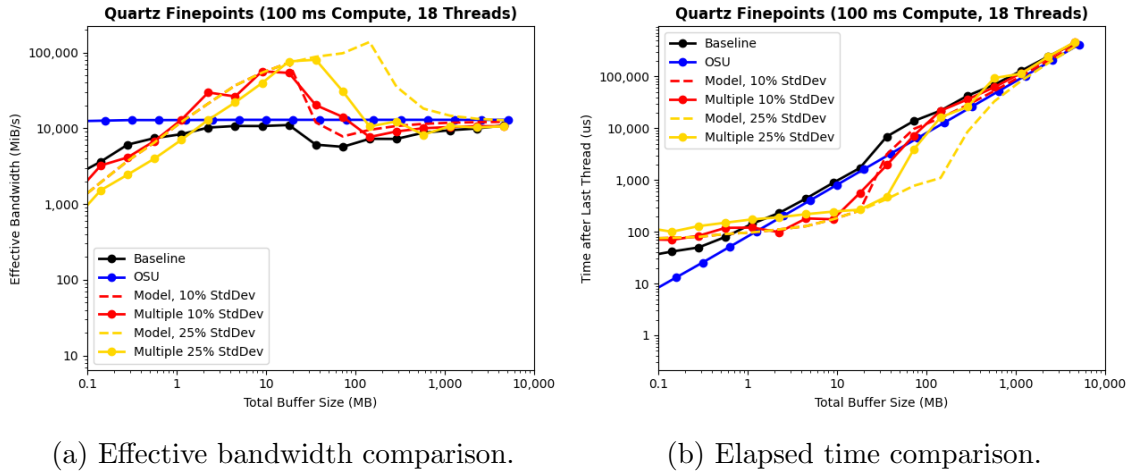 Quartz Finepoints (100 ms Compute, 18 Threads)
100,000
10,000
1,000
100
10
Effective Bandwidth (MiB/s)
Baseline
OSU
Model, 10% StdDev
Multiple 10% StdDev
Model, 25% StdDev
Multiple 25% StdDev
0.1 1 10 100 1,000 10,000
Total Buffer Size (MB)
(a) Effective bandwidth comparison.
Quartz Finepoints (100 ms Compute, 18 Threads)
Baseline
OSU
Model, 10% StdDev
Multiple 10% StdDev
Model, 25% StdDev
Multiple 25% StdDev
100,000
10,000
1,000
100
10
1
Time after Last Thread (us)
0.1 1 10 100 1,000 10,000
Total Buffer Size (MB)
(b) Elapsed time comparison.